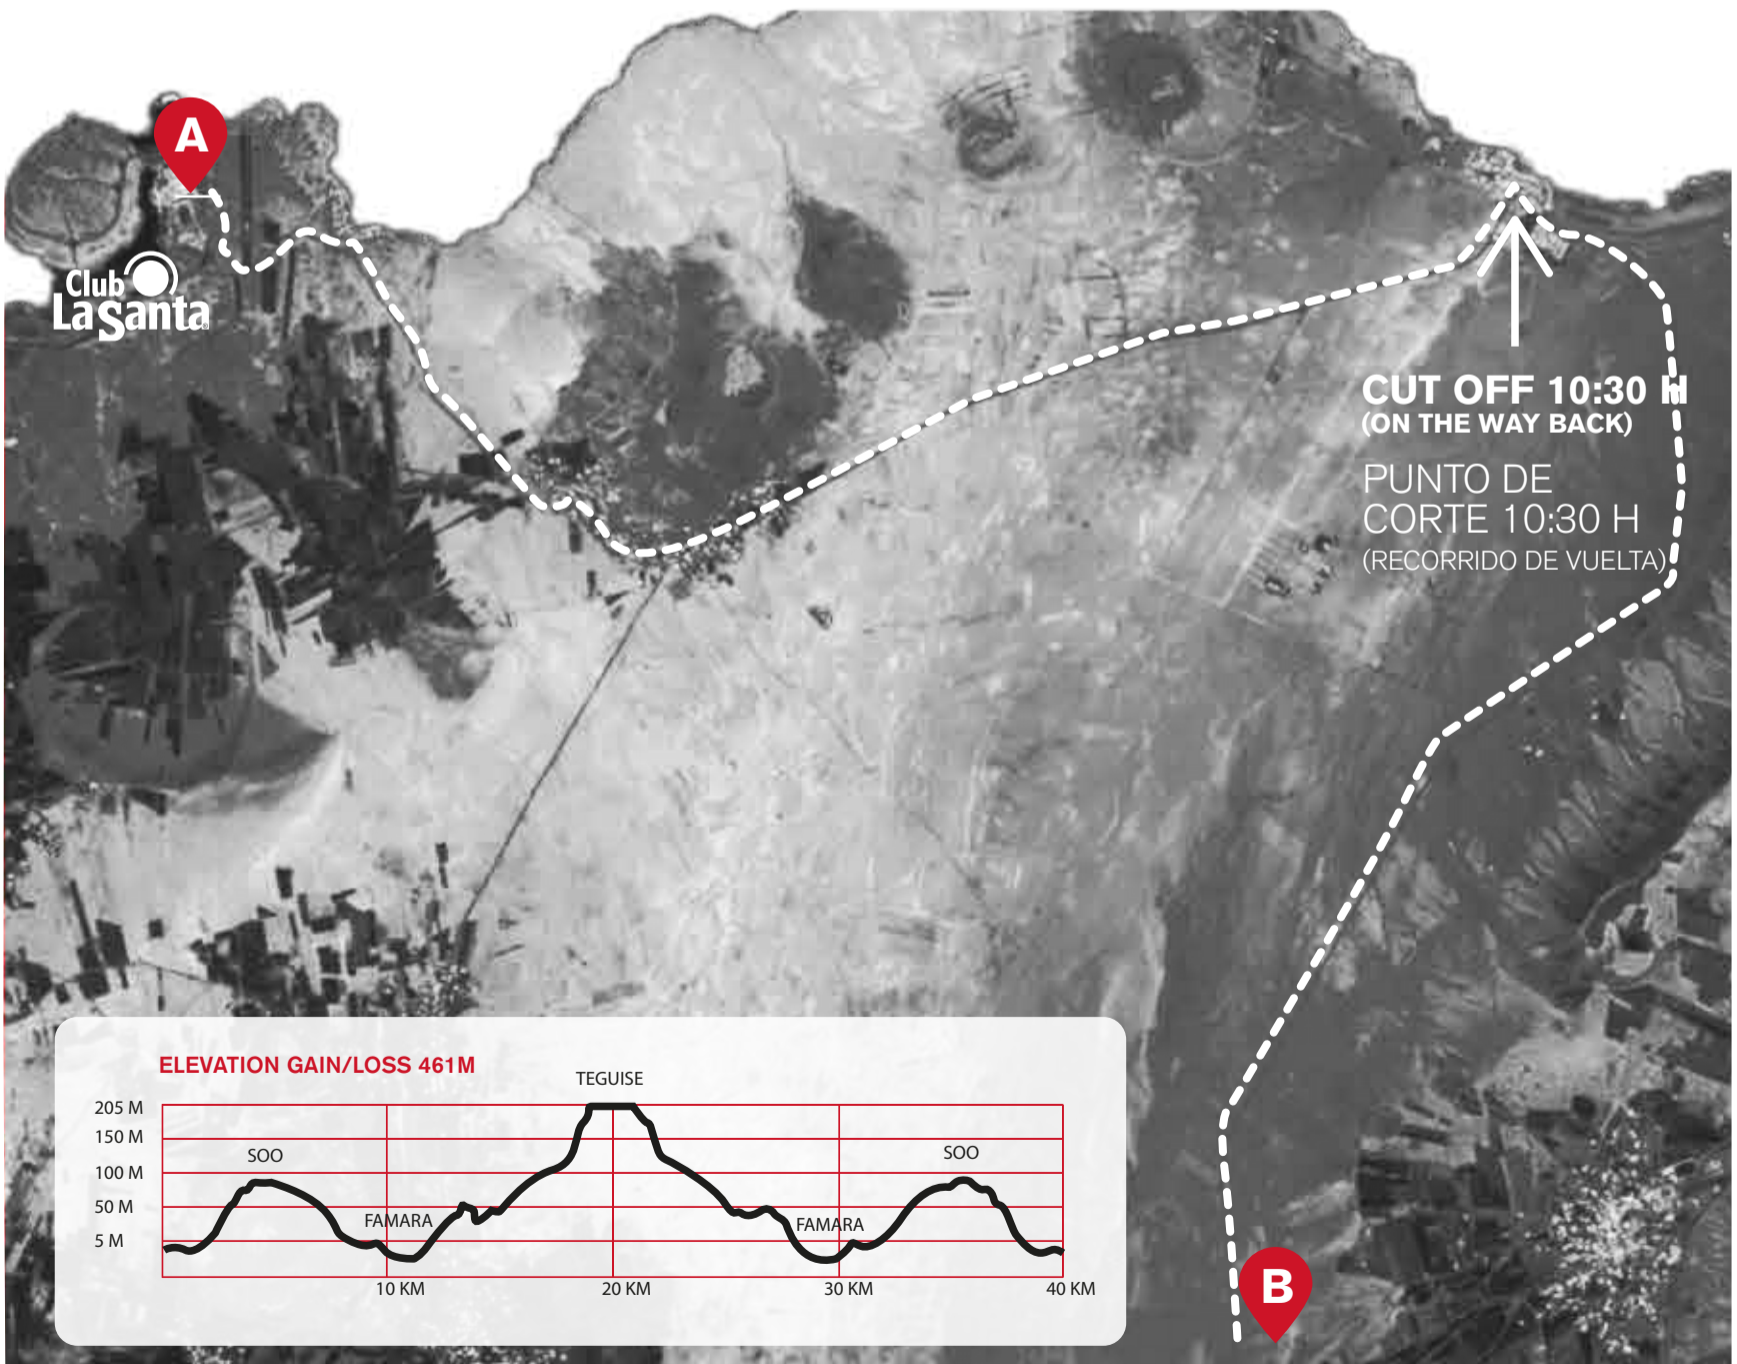 A
Club
LaSanta
CUT OFF 10:30 H
(ON THE WAY BACK)
PUNTO DE
CORTE 10:30 H
(RECORRIDO DE VUELTA)
ELEVATION GAIN/LOSS 461M
TEGUISE
205 M
150 M
SOO
SOO
100 M
50 M
FAMARA
FAMARA
5 M
10 KM
20 KM
30 KM
40 KM
B